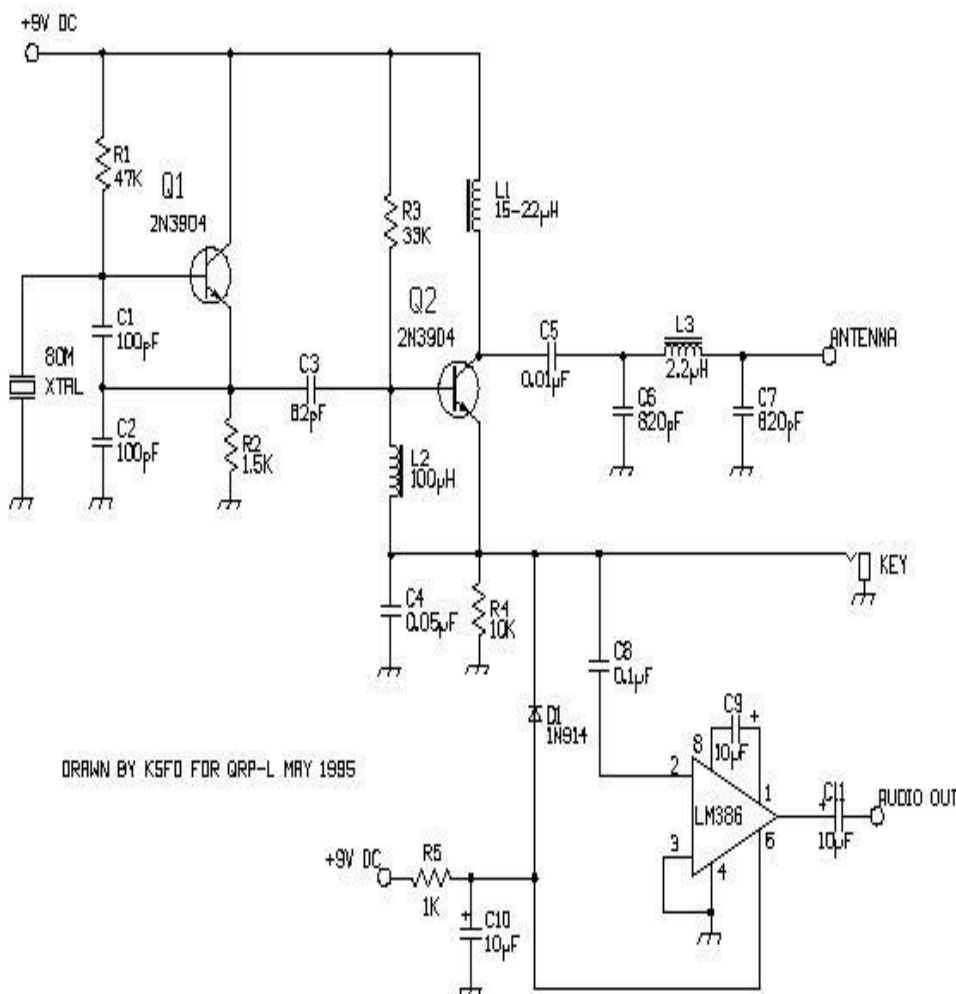 +9V DC
R1
47K
Q1
2N3904
R3
33K
L1
15-22µH
Q2
2N3904
C1
100pF
80M
XTAL
C2
100pF
R2
1.5K
C3
82pF
C5
0.01µF
L3
2.2µH
ANTENNA
C6
820pF
C7
820pF
L2
100µH
KEY
C4
0.05µF
R4
10K
C8
0.1µF
D1
1N914
C9
+
10µF
8
2
1
LM386
3
6
4
+
C11
10µF
AUDIO OUT
DRAWN BY K5FO FOR QRP-L MAY 1995
+9V DC
R5
1K
+
C10
10µF